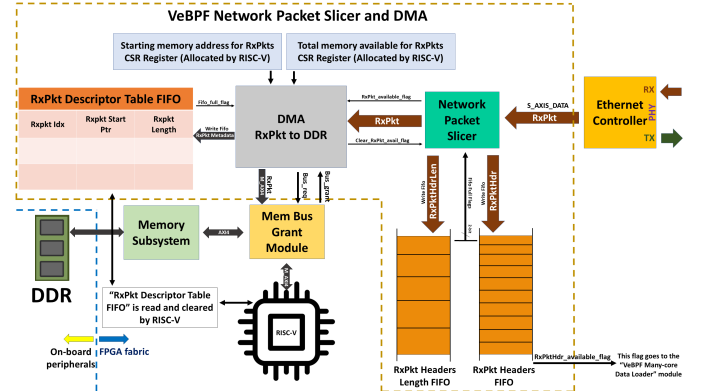 VeBPF Network Packet Slicer and DMA
Starting memory address for RxPkts
CSR Register (Allocated by RISC-V)
Total memory available for RxPkts
CSR Register (Allocated by RISC-V)
RxPkt Descriptor Table FIFO
Rxpkt Idx
RxPkt Start
Ptr
RxPkt
Length
Fifo_full_flag
Write Fifo
RxPkt Metadata
DMA
RxPkt to DDR
RxPkt_available_flag
RxPkt
Clear_RxPkt_avail_flag
Network
Packet
Slicer
S_AXIS_DATA
RxPkt
Ethernet
Controller
RX
PHY
TX
RxPkt
M_AXIS
Bus_req
Bus_grant
Write Fifo
RxPktHdrLen
Fifo Full Flags
Write Fifo
RxPktHdr
DDR
Memory
Subsystem
AXI4
Mem Bus
Grant
Module
"RxPkt Descriptor Table
FIFO" is read and cleared
by RISC-V
RISC-V
On-board
peripherals
FPGA fabric
RxPkt Headers
Length FIFO
RxPkt Headers
FIFO
RxPktHdr_available_flag
This flag goes to the
"VeBPF Many-core
Data Loader" module